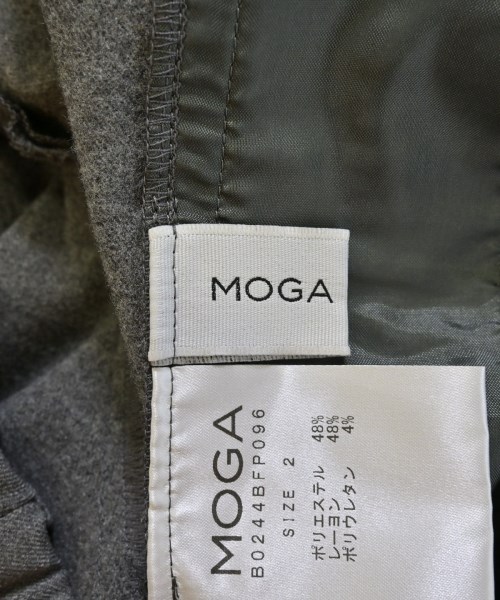 MOGA
MOGA
B0244BFP096
SIZE 2
ポリエステル 48%
レーヨン 48%
ポリウレタン 4%